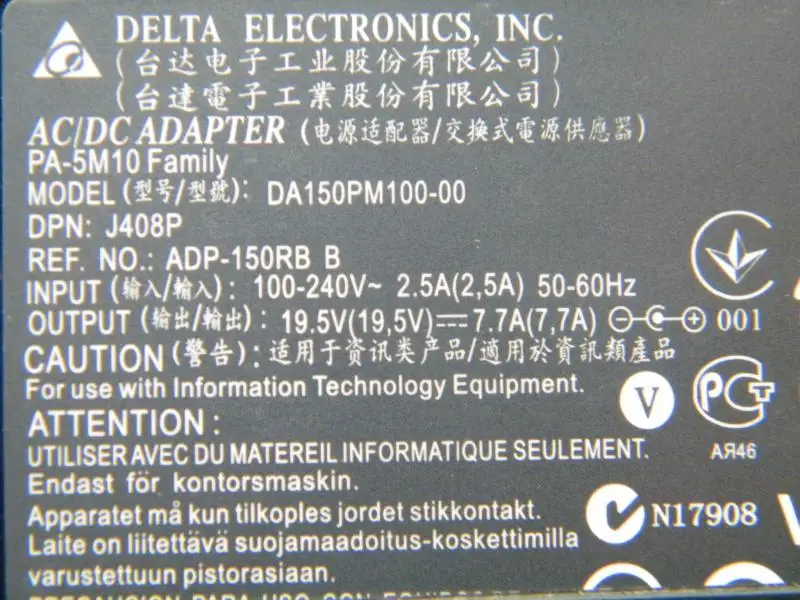 DELTA ELECTRONICS, INC.
(台达电子工业股份有限公司)
(台達電子工業股份有限公司)
AC/DC ADAPTER (电源适配器/交換式電源供應器)
PA-5M10 Family
MODEL (型号/型號): DA150PM100-00
DPN: J408P
REF. NO.: ADP-150RB B
INPUT (输入/輸入): 100-240V~ 2.5A(2,5A) 50-60Hz
OUTPUT (输出/輸出): 19.5V(19,5V) 7.7A(7,7A) 001
CAUTION (警告): 适用于资讯类产品/適用於資訊類產品
For use with Information Technology Equipment.
V
ATTENTION :
АЯ46
UTILISER AVEC DU MATEREIL INFORMATIQUE SEULEMENT.
Endast för kontorsmaskin.
Apparatet må kun tilkoples jordet stikkontakt.
N17908
Laite on liitettävä suojamaadoitus-koskettimilla
varustettuun pistorasiaan.